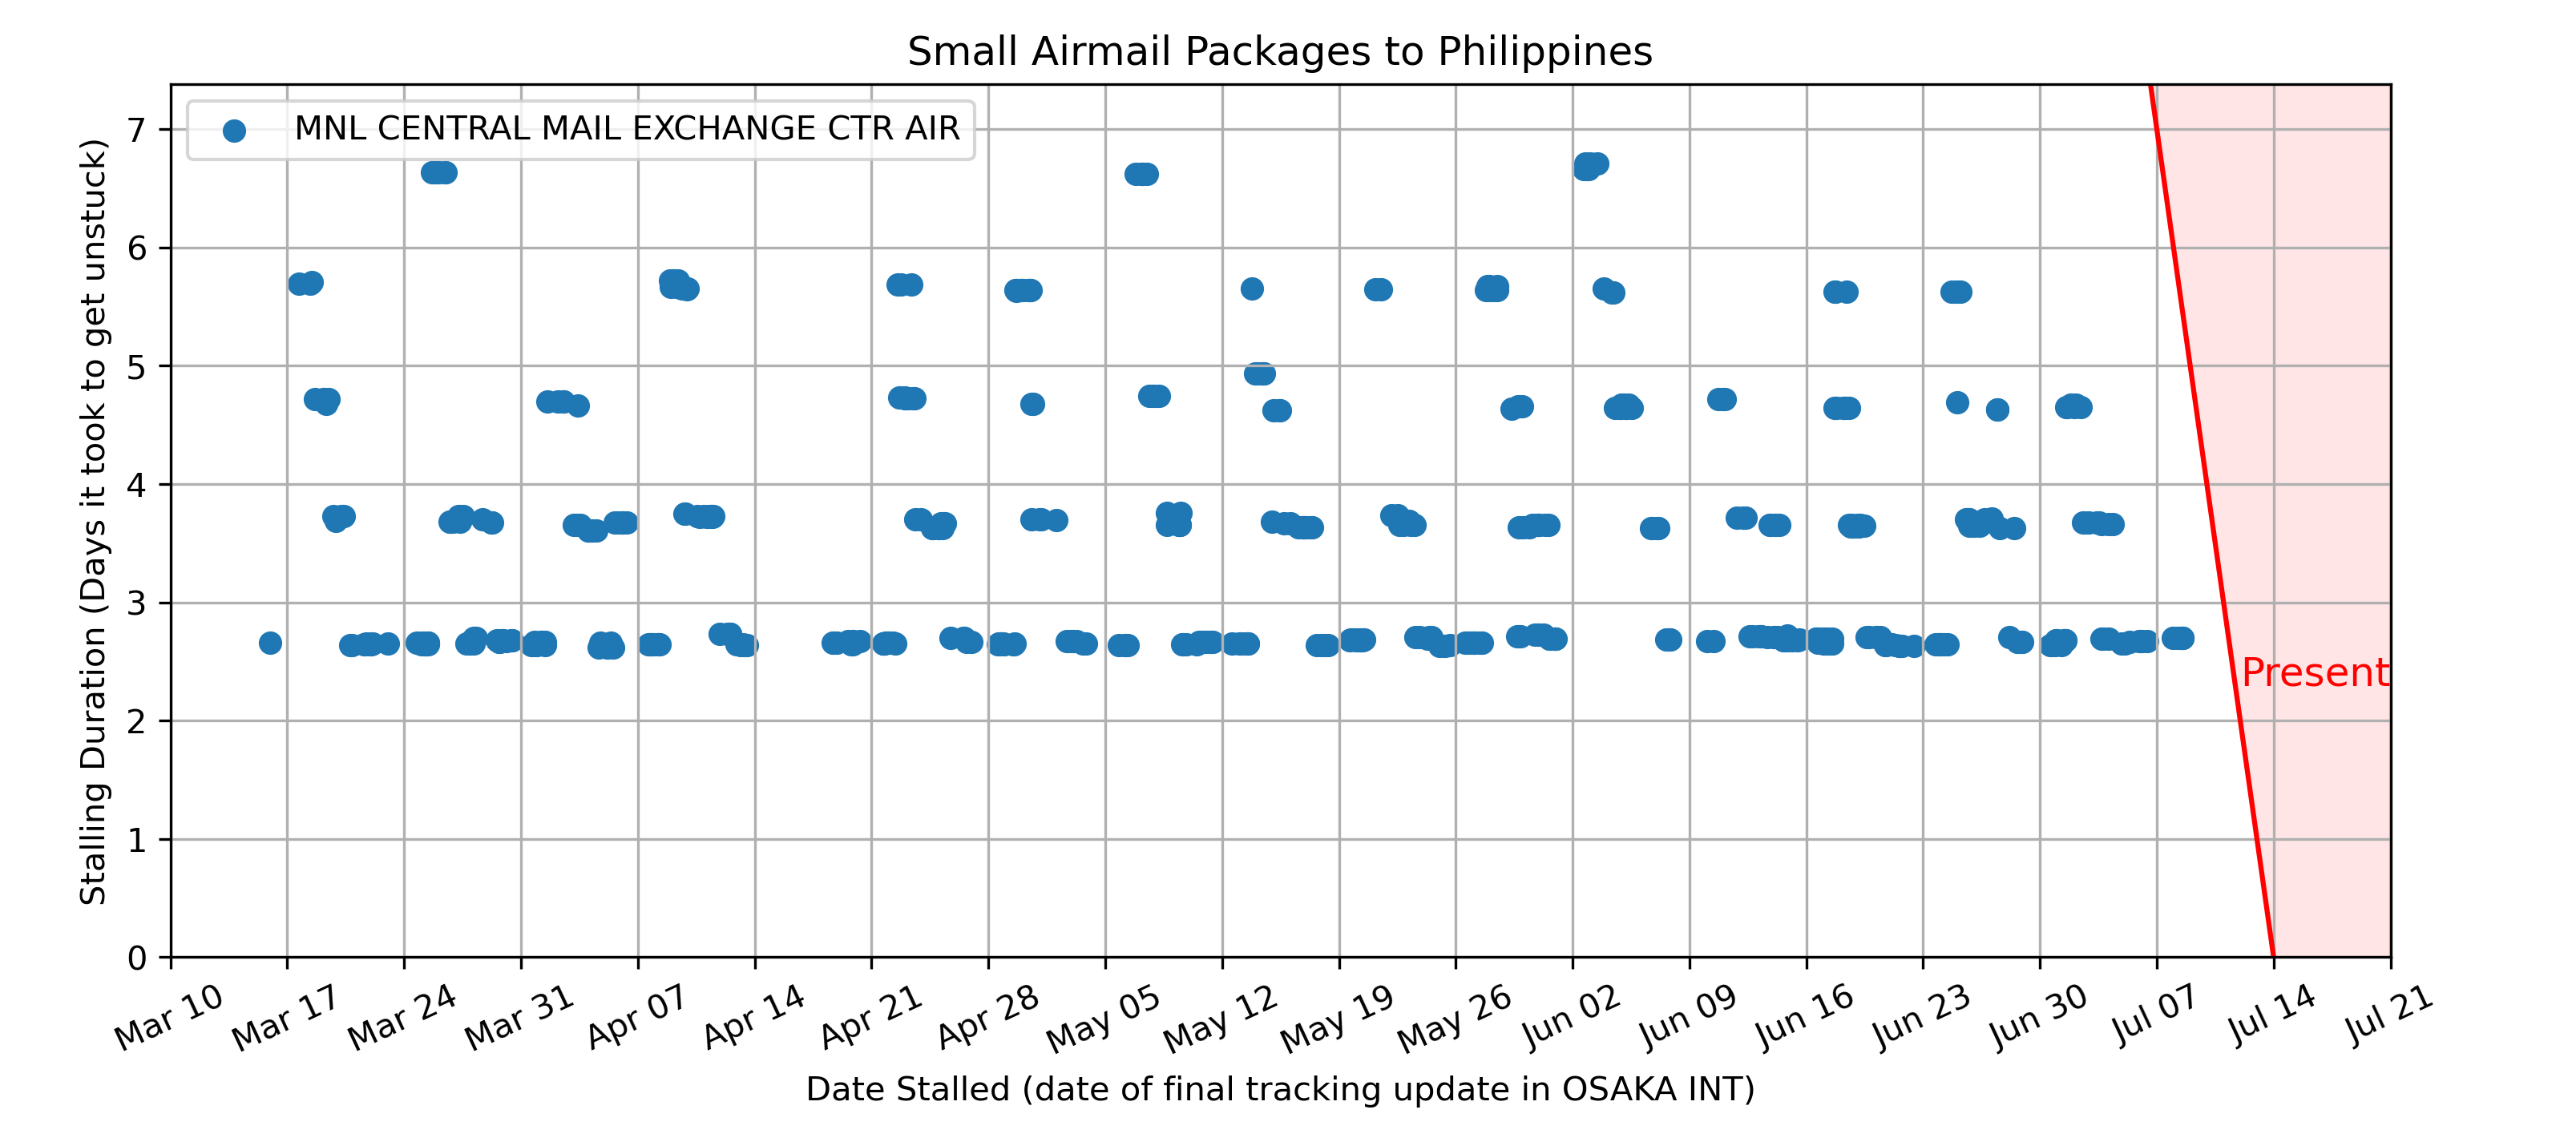 Small Airmail Packages to Philippines
MNL CENTRAL MAIL EXCHANGE CTR AIR
Stalling Duration (Days it took to get unstuck)
7
6
5
4
3
2
1
0
Present
Mar 10
Mar 17
Mar 24
Mar 31
Apr 07
Apr 14
Apr 21
Apr 28
May 05
May 12
May 19
May 26
Jun 02
Jun 09
Jun 16
Jun 23
Jun 30
Jul 07
Jul 14
Jul 21
Date Stalled (date of final tracking update in OSAKA INT)